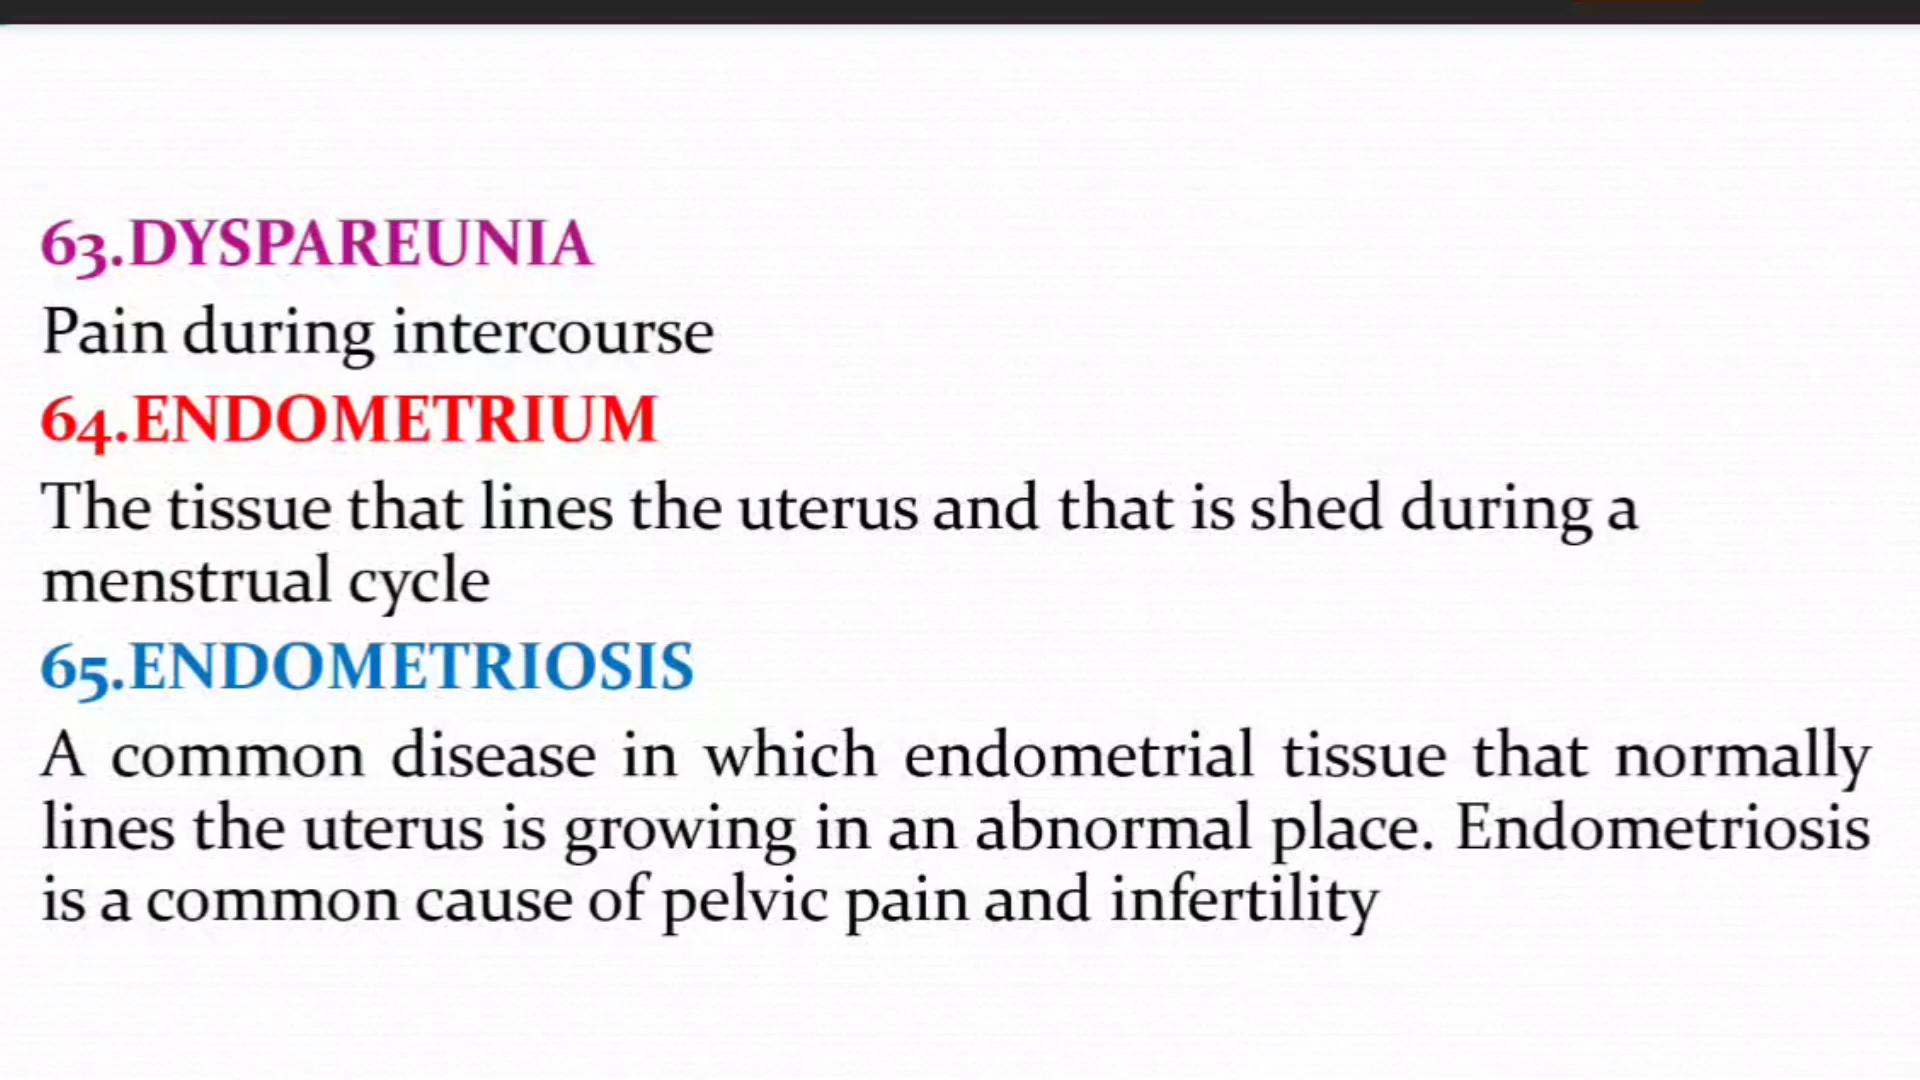 63.DYSPAREUNIA
Pain during intercourse
64.ENDOMETRIUM
The tissue that lines the uterus and that is shed during a
menstrual cycle
65.ENDOMETRIOSIS
A common disease in which endometrial tissue that normally
lines the uterus is growing in an abnormal place. Endometriosis
is a common cause of pelvic pain and infertility